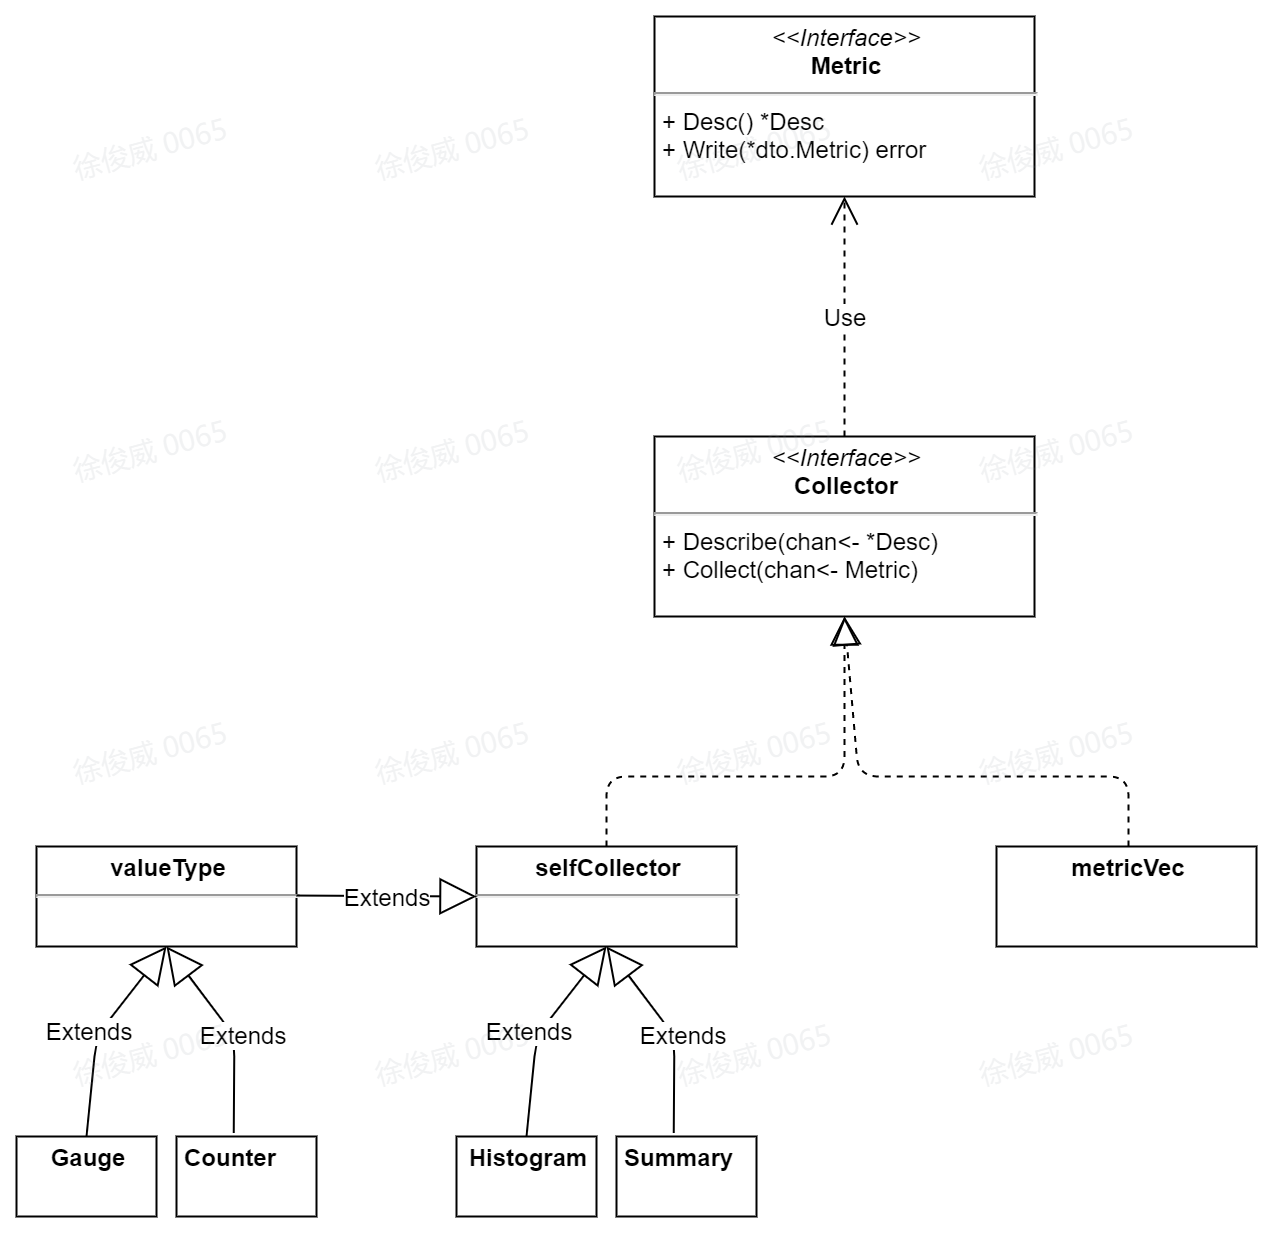 <<Interface>>
Metric
+ Desc() *Desc
+ Write(*dto.Metric) error
徐俊威 0065
徐俊威 0065
徐俊威 0065
徐俊威 0065
Use
<<Interface>>
Collector
徐俊威 0065
徐俊威 0065
徐俊威 0065
徐俊威 0065
+ Describe(chan<- *Desc)
+ Collect(chan<- Metric)
徐俊威 0065
徐俊威 0065
徐俊威 0065
徐俊威 0065
valueType
Extends
selfCollector
metricVec
Extends
Extends
Extends
Extends
徐俊威 0065
徐俊威 0065
徐俊威 0065
徐俊威 0065
Gauge
Counter
Histogram
Summary